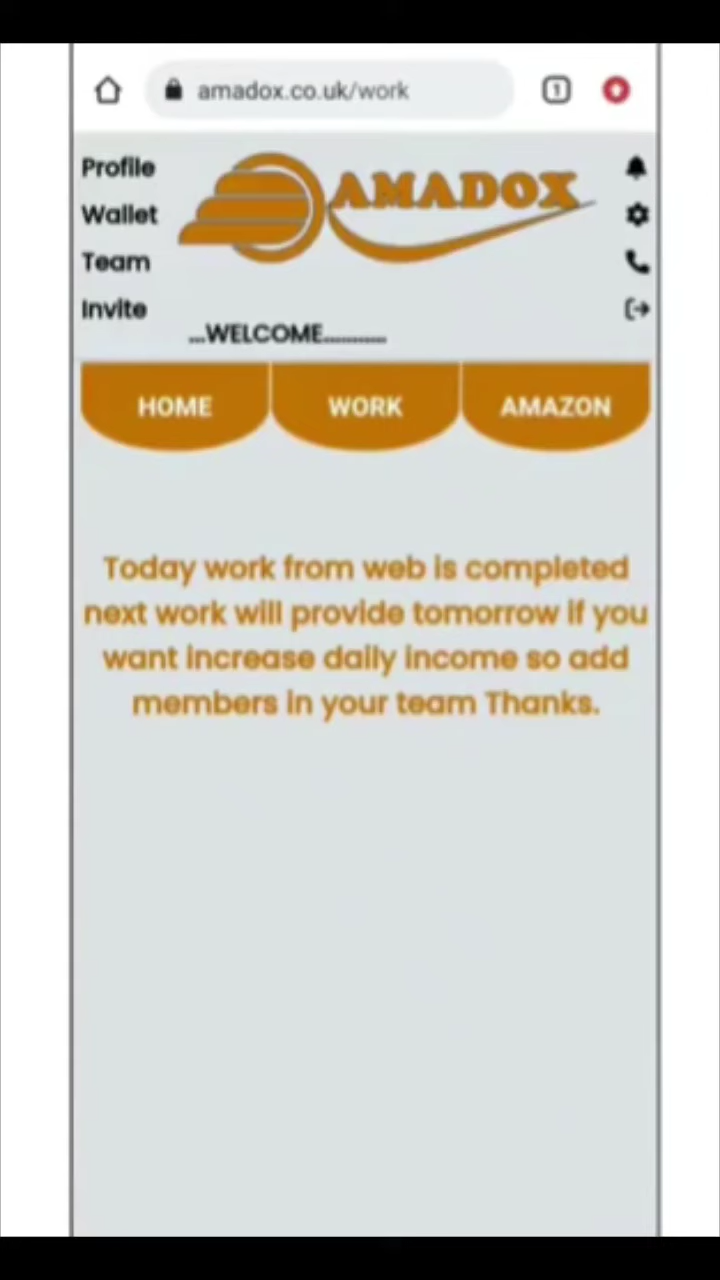 1
amadox.co.uk/work
Profile
AMADOX
Wallet
Team
Invite
...WELCOME...........
HOME
WORK
AMAZON
Today work from web is completed
next work will provide tomorrow if you
want increase daily income so add
members in your team Thanks.